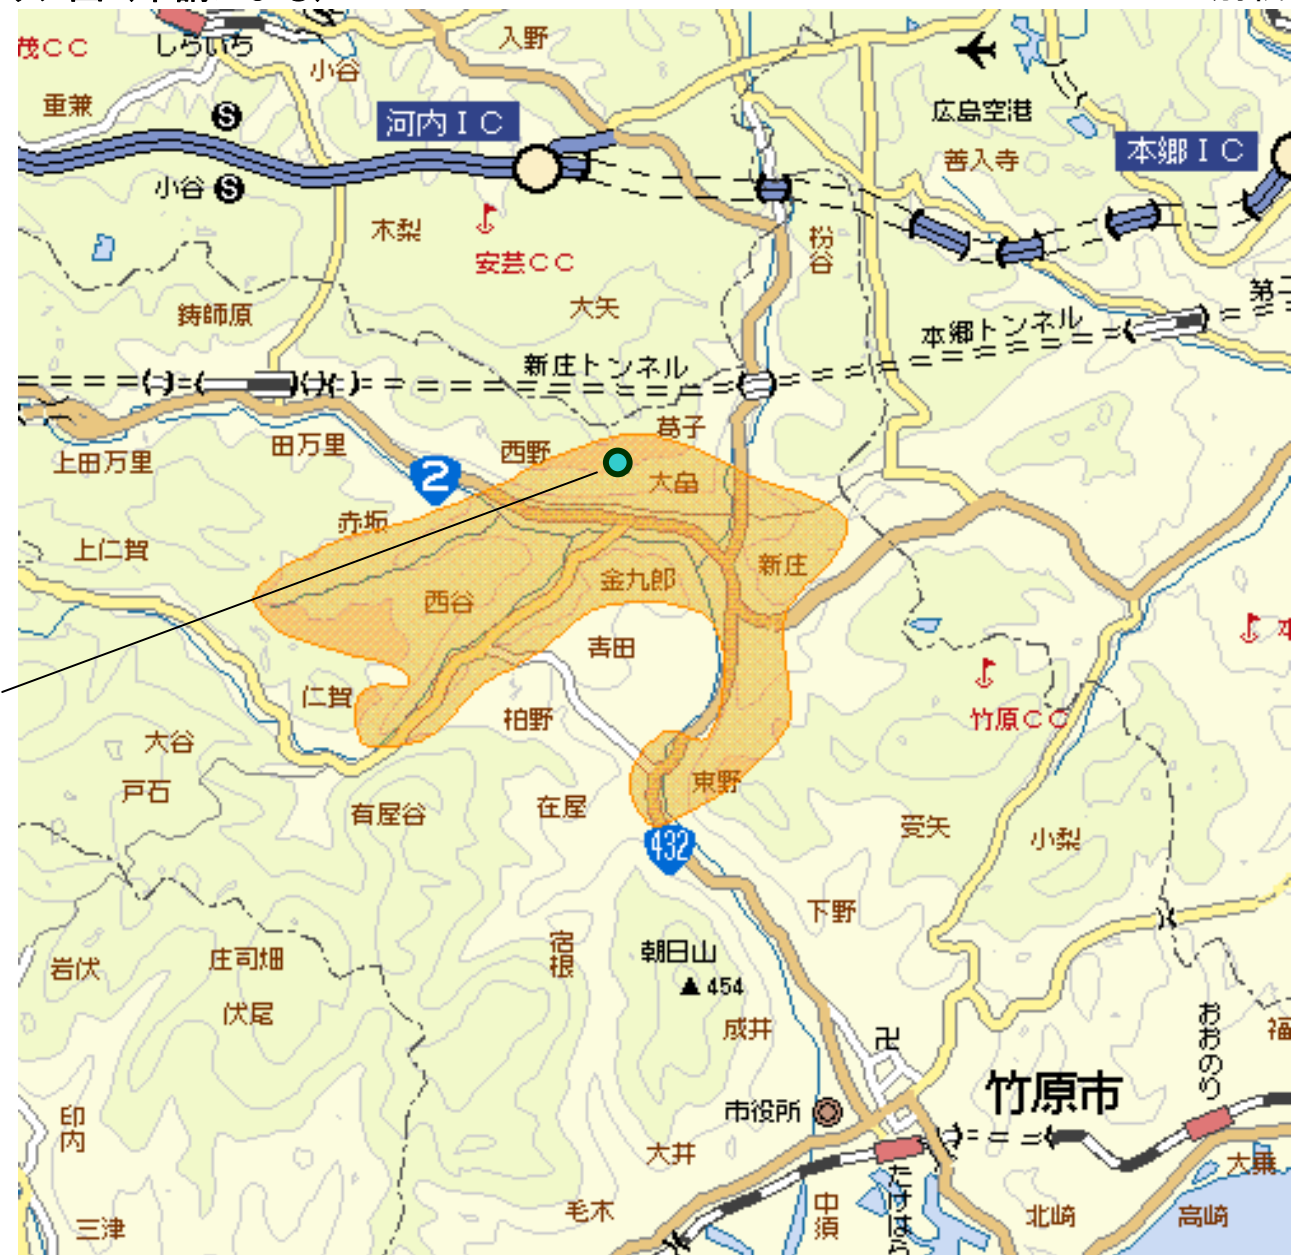 しらいち
入野
茂CC
小谷
重兼
河内IC
広島空港
本郷IC
善入寺
小谷
木梨
安芸CC
枌谷
鋳師原
大矢
第二
本郷トンネル
新庄トンネル
葛子
田万里
西野
上田万里
2
大畠
赤坂
上仁賀
新庄
金九郎
西谷
青田
仁賀
柏野
竹原CC
大谷
戸石
東野
有屋谷
在屋
受矢
小梨
432
下野
宿根
朝日山
454
岩伏
庄司畑
伏尾
成井
おおのり
福
竹原市
印内
市役所
大井
大乗
たけはら
中須
毛木
北崎
高崎
三津